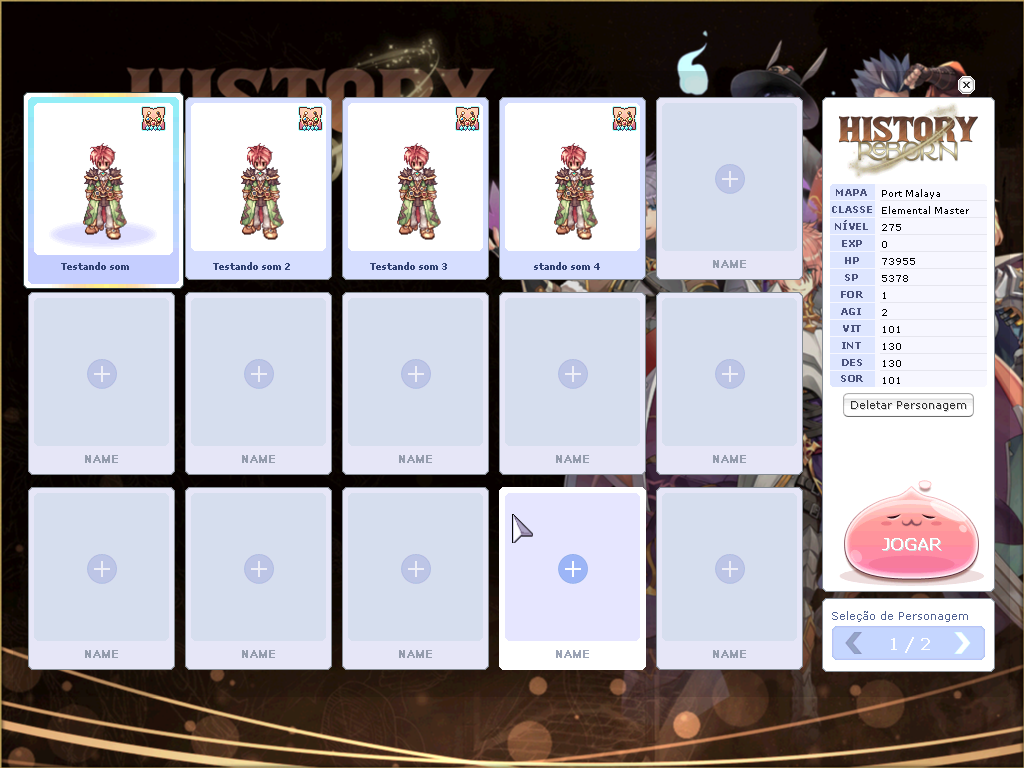 HISTORY
Testando som
Testando som 2
Testando som 3
stando som 4
NAME
NAME
NAME
NAME
NAME
NAME
NAME
NAME
NAME
NAME
NAME
HISTORY
ReBORN
MAPA Port Malaya
CLASSE Elemental Master
NÍVEL 275
EXP 0
HP 73955
SP 5378
FOR 1
AGI 2
VIT 101
INT 130
DES 130
SOR 101
Deletar Personagem
JOGAR
Seleção de Personagem
1 / 2